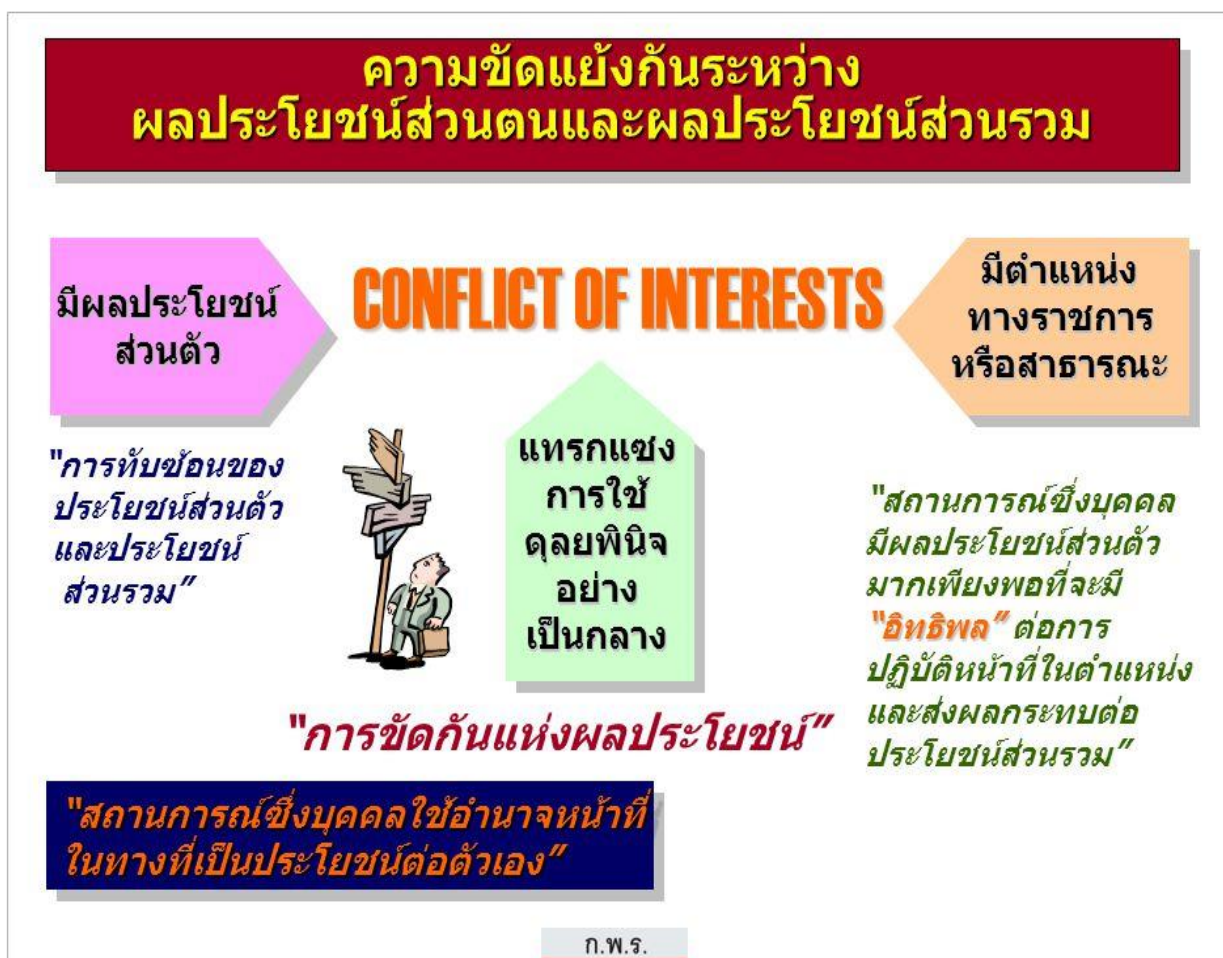 ความขัดแย้งกันระหว่าง
ผลประโยชน์ส่วนตนและผลประโยชน์ส่วนรวม
มีผลประโยชน์
ส่วนตัว
CONFLICT OF INTERESTS
มีตำแหน่ง
ทางราชการ
หรือสาธารณะ
"การทับซ้อนของ
ประโยชน์ส่วนตัว
และประโยชน์
ส่วนรวม"
แทรกแซง
การใช้
ดุลยพินิจ
อย่าง
เป็นกลาง
"สถานการณ์ซึ่งบุคคล
มีผลประโยชน์ส่วนตัว
มากเพียงพอที่จะมี
"อิทธิพล" ต่อการ
ปฏิบัติหน้าที่ในตำแหน่ง
และส่งผลกระทบต่อ
ประโยชน์ส่วนรวม"
"การขัดกันแห่งผลประโยชน์"
"สถานการณ์ซึ่งบุคคลใช้อำนาจหน้าที่
ในทางที่เป็นประโยชน์ต่อตัวเอง"
ก.พ.ร.